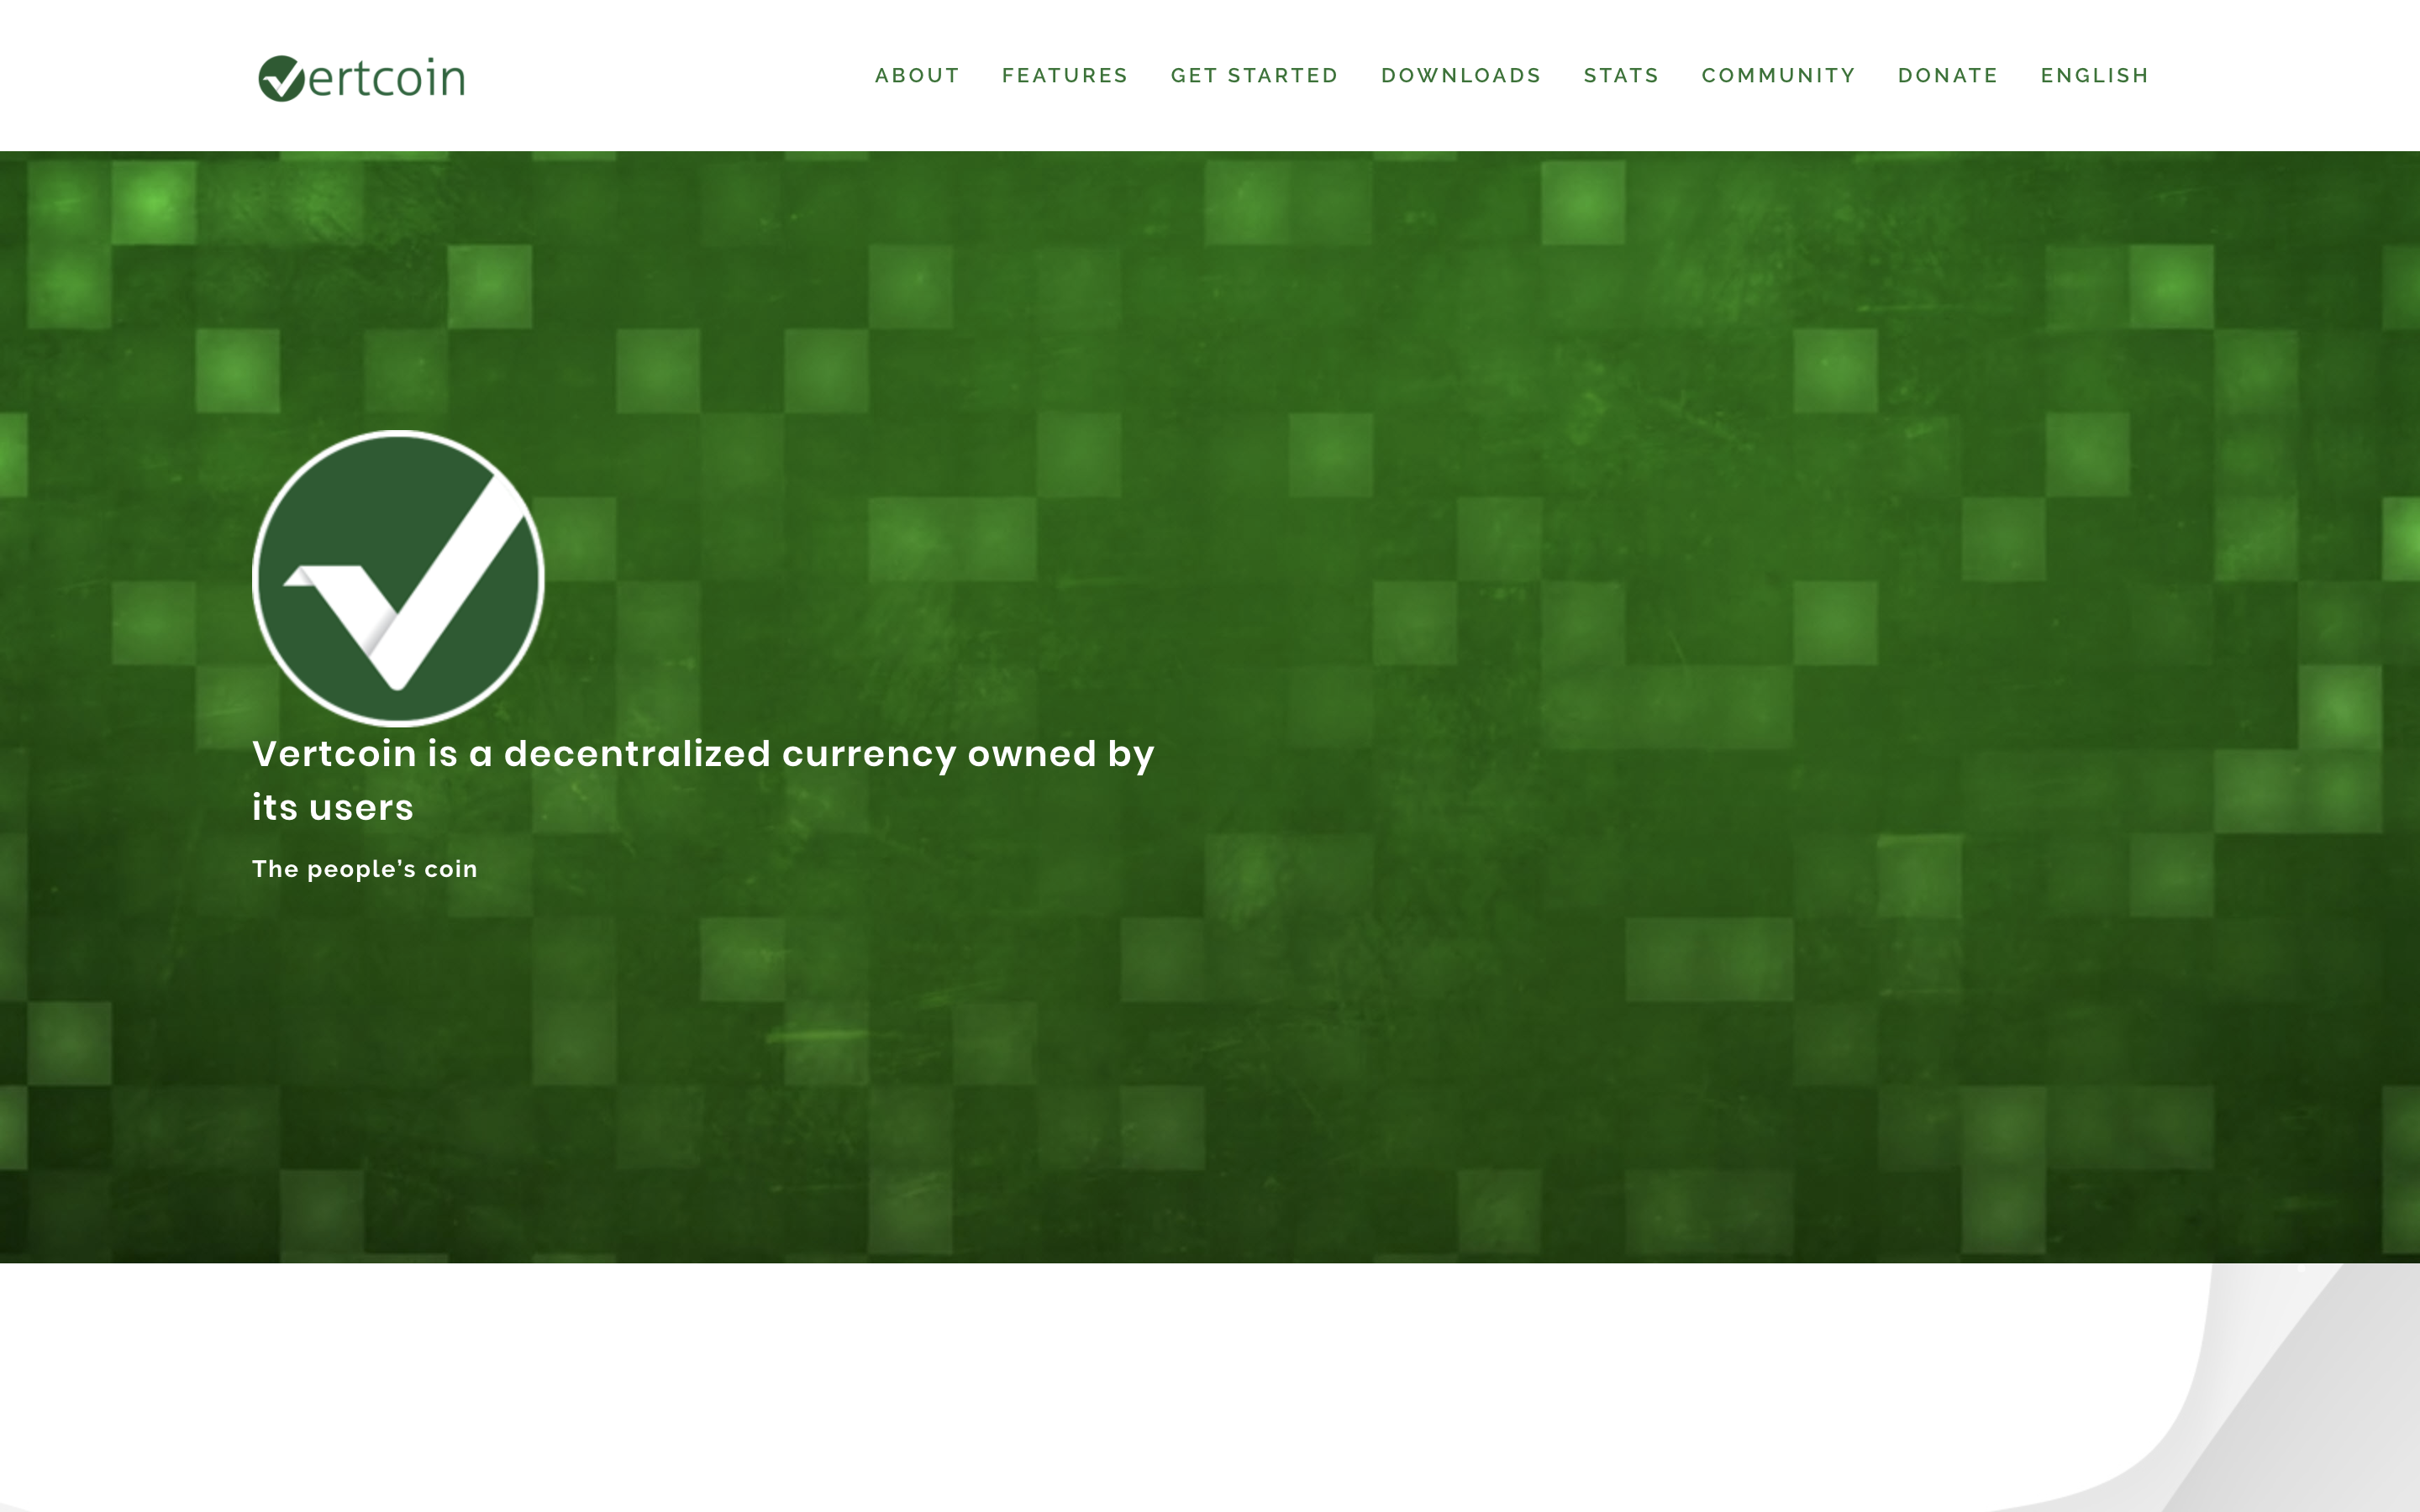 Vertcoin
ABOUT FEATURES GET STARTED DOWNLOADS STATS COMMUNITY DONATE ENGLISH
Vertcoin is a decentralized currency owned by
its users
The people’s coin